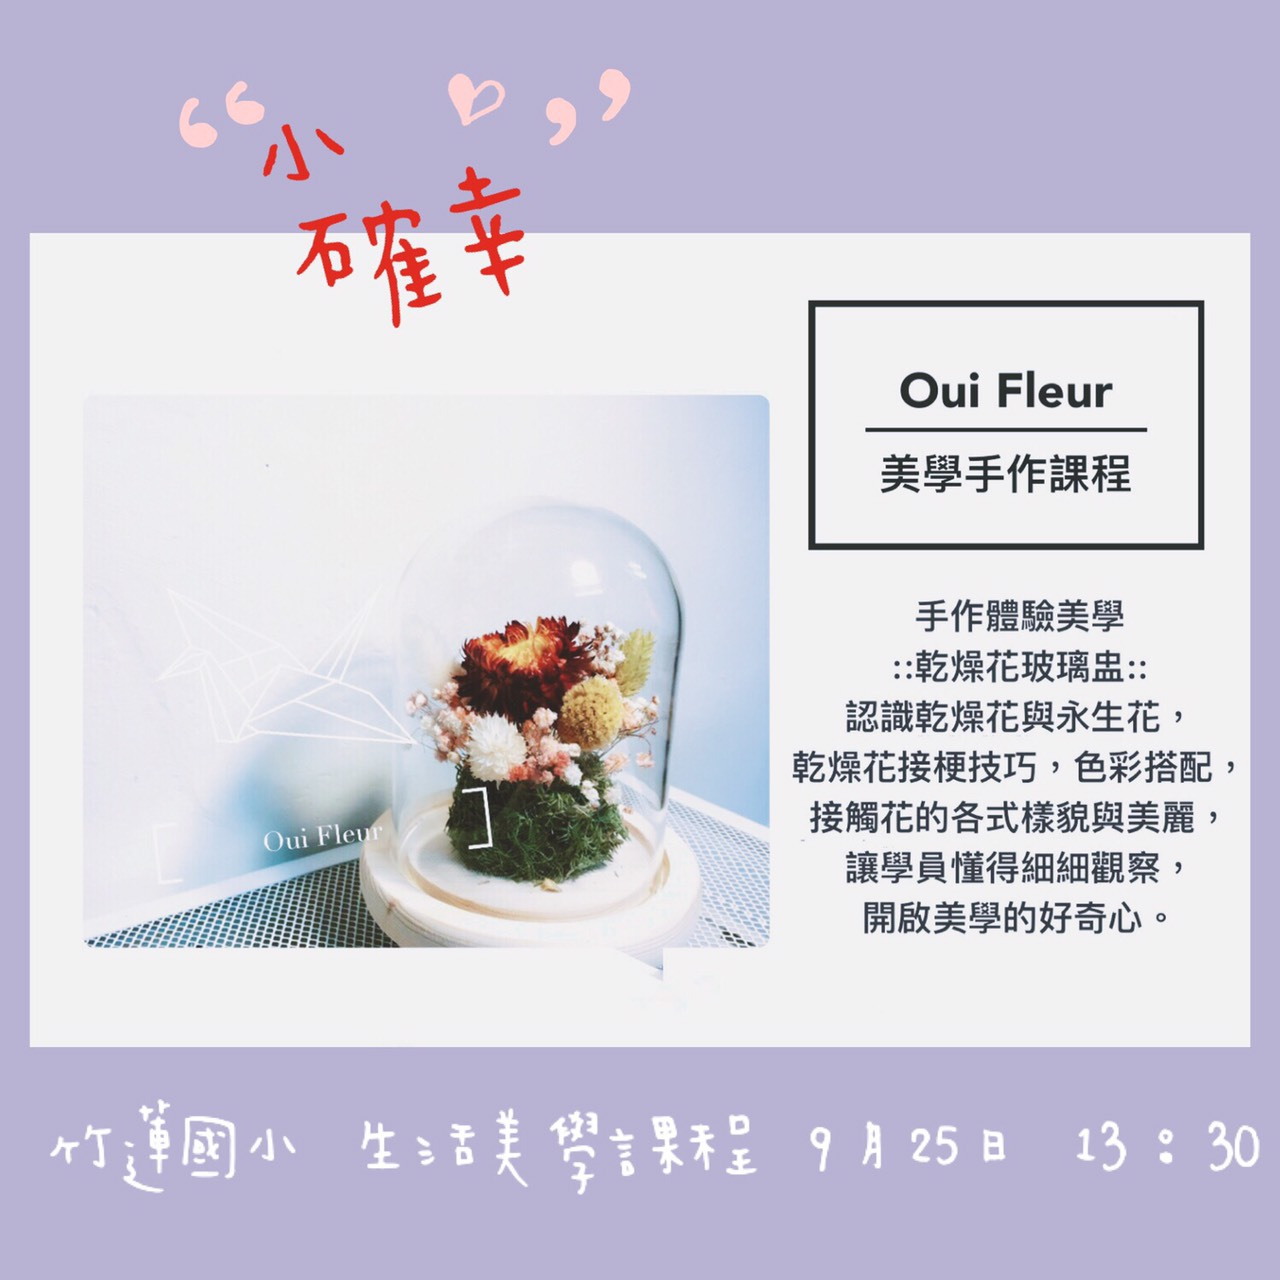 “小
確幸”
Oui Fleur
美學手作課程
手作體驗美學
::乾燥花玻璃盅::
認識乾燥花與永生花，
乾燥花接梗技巧，色彩搭配，
接觸花的各式樣貌與美麗，
讓學員懂得細細觀察，
開啟美學的好奇心。
[ Oui Fleur ]
竹蓮國小 生活美學課程 9月25日 13：30